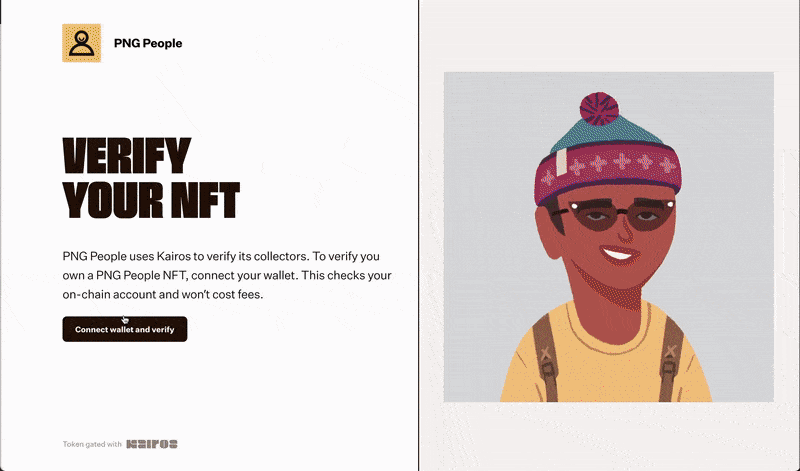 PNG People
VERIFY
YOUR NFT
PNG People uses Kairos to verify its collectors. To verify you
own a PNG People NFT, connect your wallet. This checks your
on-chain account and won’t cost fees.
Connect wallet and verify
Token gated with kairos